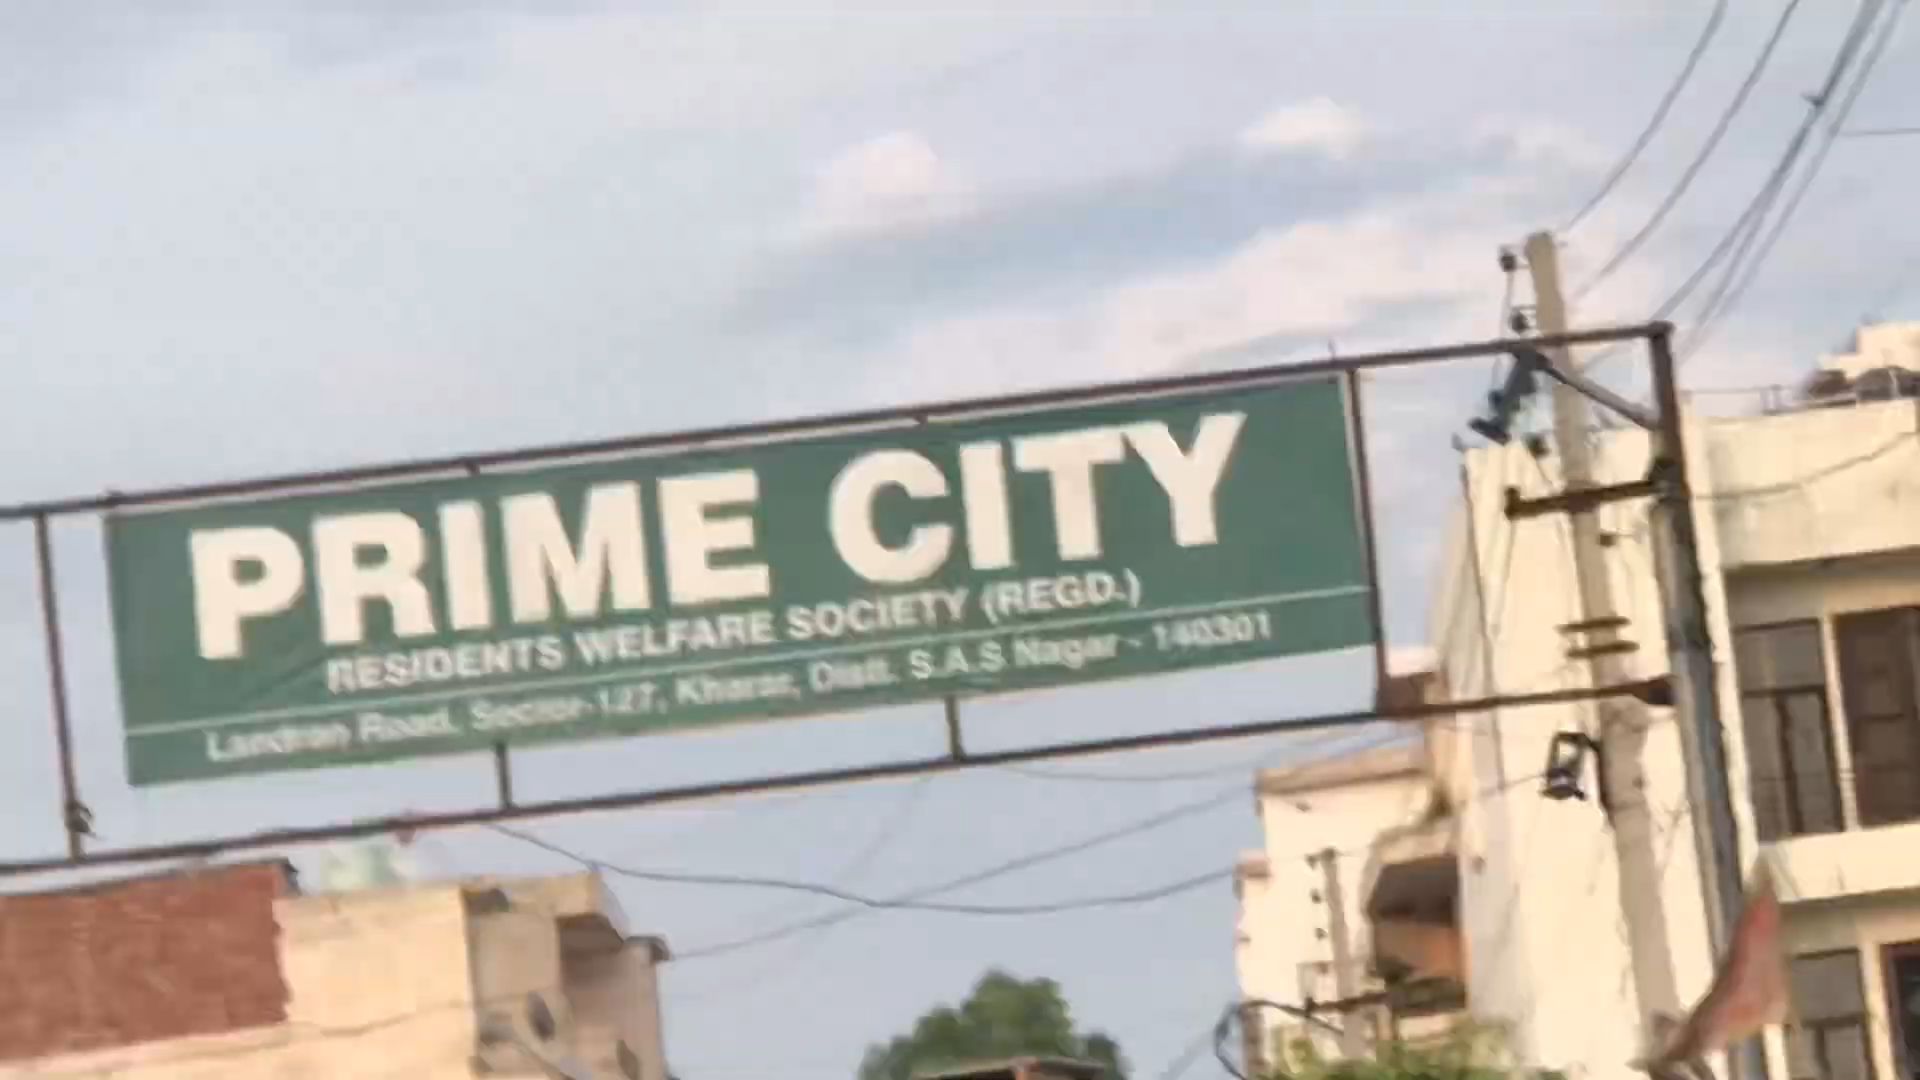 PRIME CITY
RESIDENTS WELFARE SOCIETY (REGD.)
Landran Road, Sector-127, Kharar, Distt. S.A.S Nagar - 140301